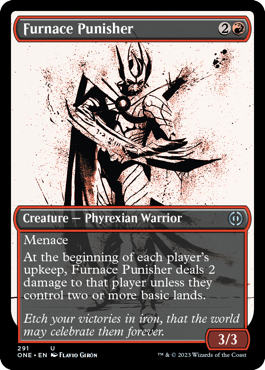 Furnace Punisher 2
Creature — Phyrexian Warrior
Menace
At the beginning of each player's
upkeep, Furnace Punisher deals 2
damage to that player unless they
control two or more basic lands.
Etch your victories in iron, that the world
may celebrate them forever.
3/3
291 U
ONE • EN Flavio Girón
™ & © 2023 Wizards of the Coast